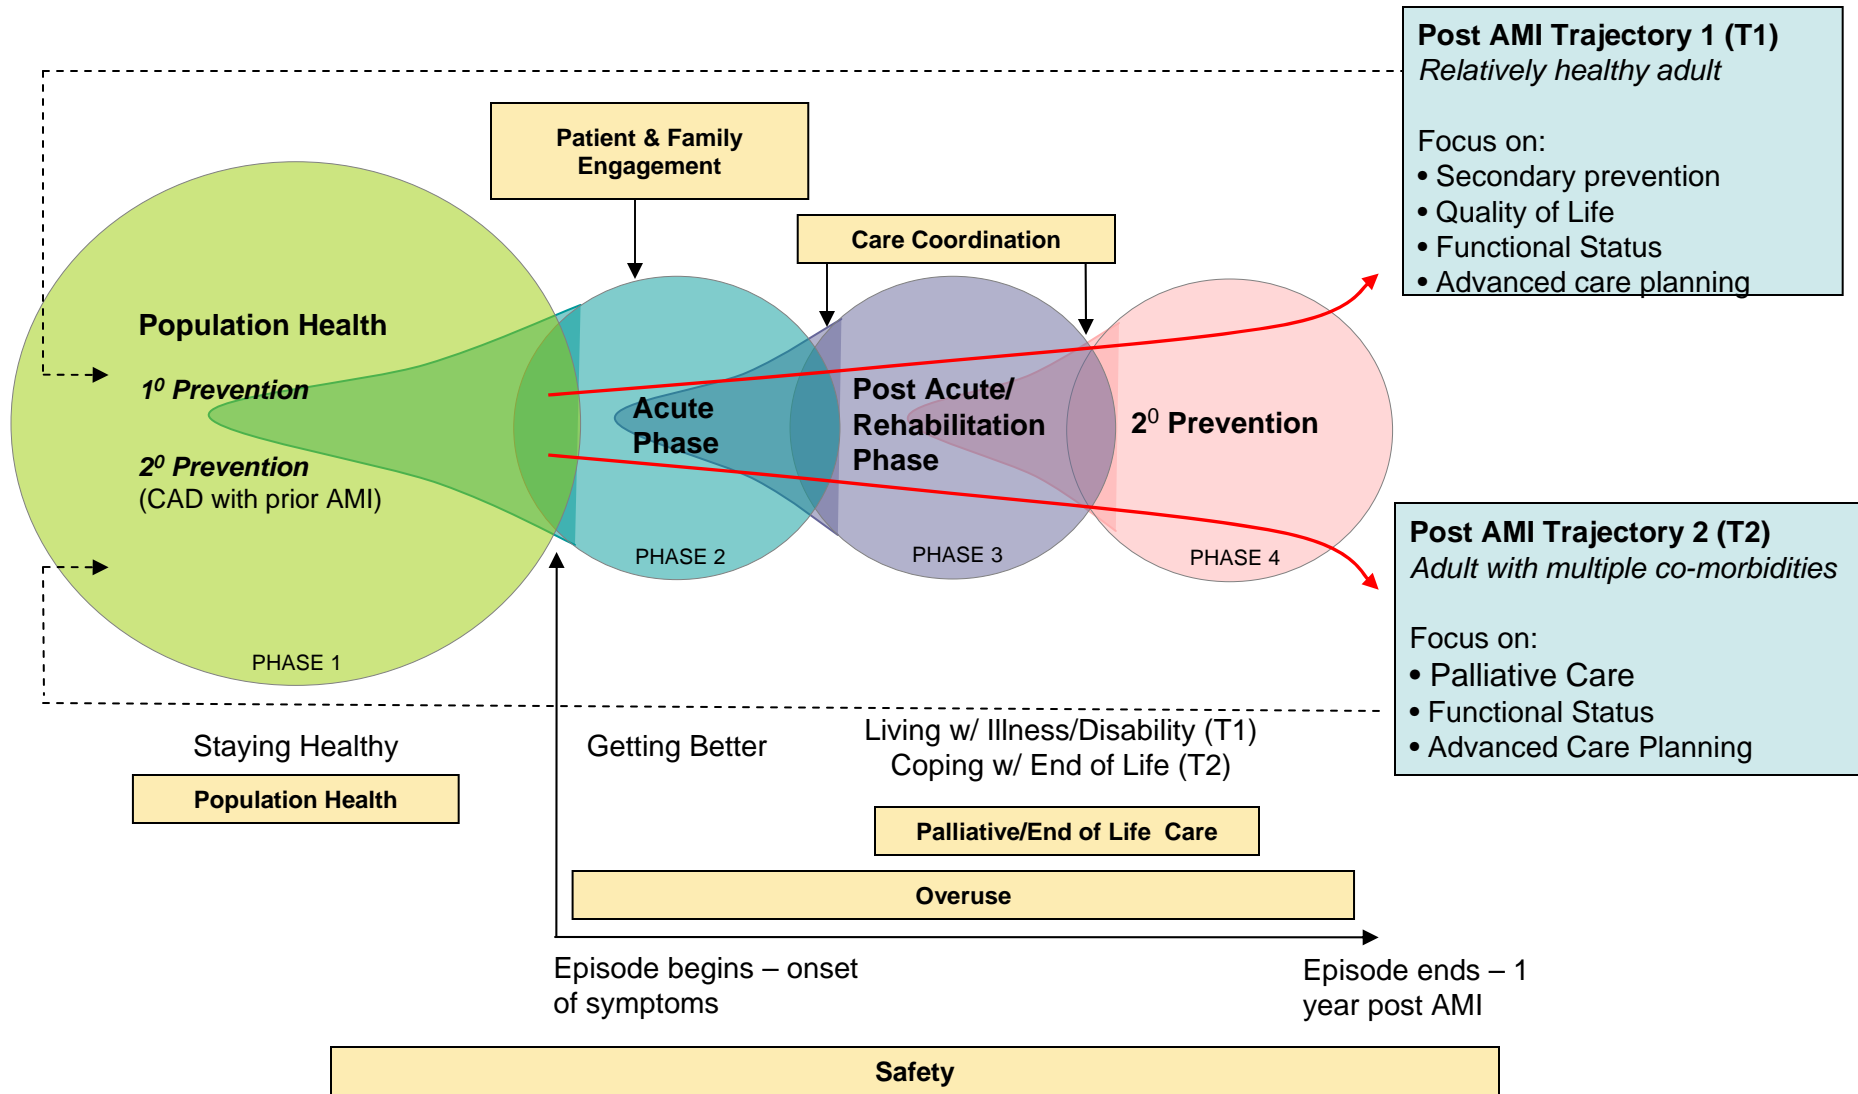 Post AMI Trajectory 1 (T1)
Relatively healthy adult
Focus on:
• Secondary prevention
• Quality of Life
• Functional Status
• Advanced care planning
Patient & Family
Engagement
Care Coordination
Population Health
1⁰ Prevention
2⁰ Prevention
(CAD with prior AMI)
PHASE 1
Acute
Phase
PHASE 2
Post Acute/
Rehabilitation
Phase
PHASE 3
2⁰ Prevention
PHASE 4
Post AMI Trajectory 2 (T2)
Adult with multiple co-morbidities
Focus on:
• Palliative Care
• Functional Status
• Advanced Care Planning
Staying Healthy
Getting Better
Living w/ Illness/Disability (T1)
Coping w/ End of Life (T2)
Population Health
Palliative/End of Life Care
Overuse
Episode begins – onset
of symptoms
Episode ends – 1
year post AMI
Safety